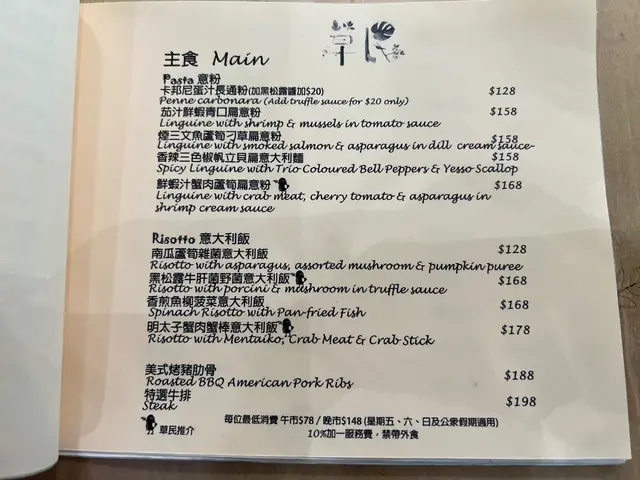 草民
主食 Main
Pasta 意粉
卡邦尼蛋汁長通粉(加黑松露醬加$20) $128
Penne carbonara (Add truffle sauce for $20 only)
茄汁鮮蝦青口扁意粉 $158
Linguine with shrimp & mussels in tomato sauce
煙三文魚蘆筍刁草扁意粉 $158
Linguine with smoked salmon & asparagus in dill cream sauce
香辣三色椒帆立貝扁意大利麵 $158
Spicy Linguine with Trio Coloured Bell Peppers & Yesso Scallop
鮮蝦汁蟹肉蘆筍扁意粉 $168
Linguine with crab meat, cherry tomato & asparagus in
shrimp cream sauce
Risotto 意大利飯
南瓜蘆筍雜菌意大利飯 $128
Risotto with asparagus, assorted mushroom & pumpkin puree
黑松露牛肝菌野菌意大利飯 $168
Risotto with porcini & mushroom in truffle sauce
香煎魚柳菠菜意大利飯 $168
Spinach Risotto with Pan-fried Fish
明太子蟹肉蟹棒意大利飯 $178
Risotto with Mentaiko, Crab Meat & Crab Stick
美式烤豬肋骨 $188
Roasted BBQ American Pork Ribs
特選牛排 $198
Steak
每位最低消費 午市$78 / 晚市$148 (星期五、六、日及公眾假期適用)
草民推介 10%加一服務費，禁帶外食